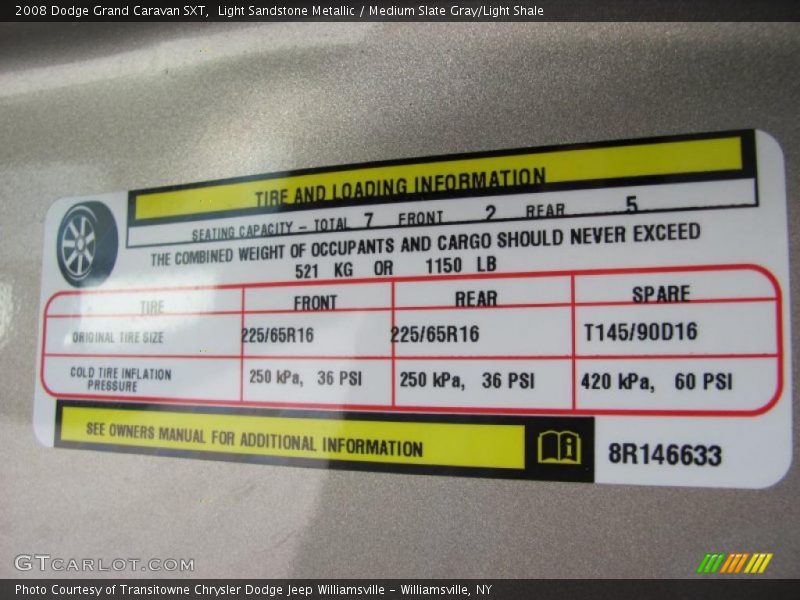 2008 Dodge Grand Caravan SXT,  Light Sandstone Metallic / Medium Slate Gray/Light Shale
TIRE AND LOADING INFORMATION
SEATING CAPACITY – TOTAL 7 FRONT 2 REAR 5
THE COMBINED WEIGHT OF OCCUPANTS AND CARGO SHOULD NEVER EXCEED
521 KG OR 1150 LB
TIRE FRONT REAR SPARE
ORIGINAL TIRE SIZE 225/65R16 225/65R16 T145/90D16
COLD TIRE INFLATION
PRESSURE 250 kPa, 36 PSI 250 kPa, 36 PSI 420 kPa, 60 PSI
SEE OWNERS MANUAL FOR ADDITIONAL INFORMATION
8R146633
GTCARLOT.COM
Photo Courtesy of Transitowne Chrysler Dodge Jeep Williamsville – Williamsville, NY